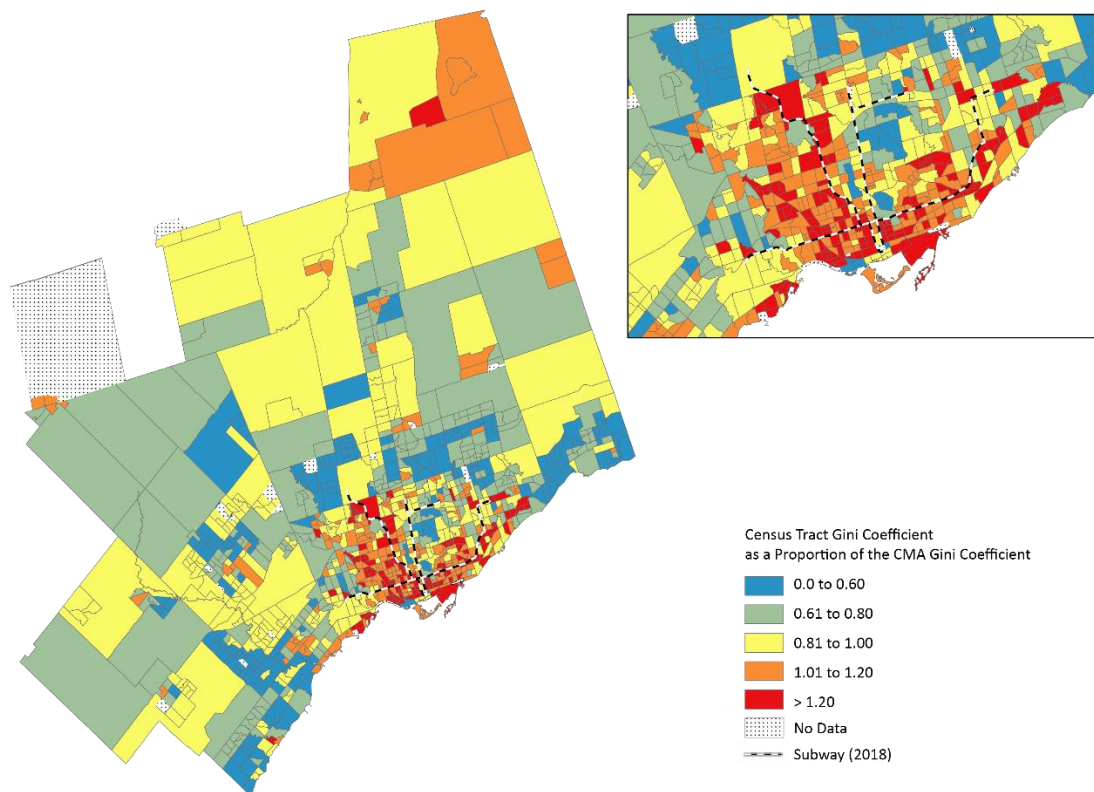 Census Tract Gini Coefficient
as a Proportion of the CMA Gini Coefficient
0.0 to 0.60
0.61 to 0.80
0.81 to 1.00
1.01 to 1.20
> 1.20
No Data
Subway (2018)